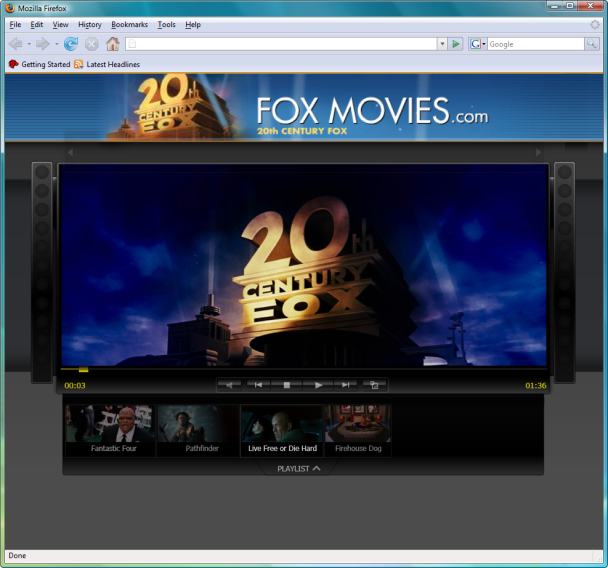 Mozilla Firefox
File Edit View History Bookmarks Tools Help
G Google
Getting Started Latest Headlines
20th
CENTURY
FOX
FOX MOVIES.com
20th CENTURY FOX
20th
CENTURY
FOX
00:03 01:36
Fantastic Four Pathfinder Live Free or Die Hard Firehouse Dog
PLAYLIST
Done